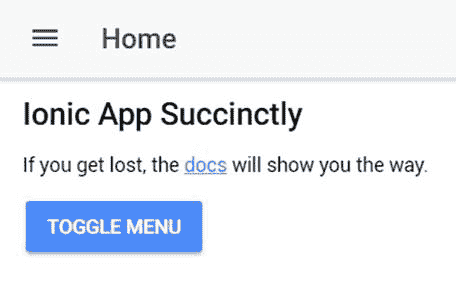 Home
Ionic App Succinctly
If you get lost, the docs will show you the way.
TOGGLE MENU